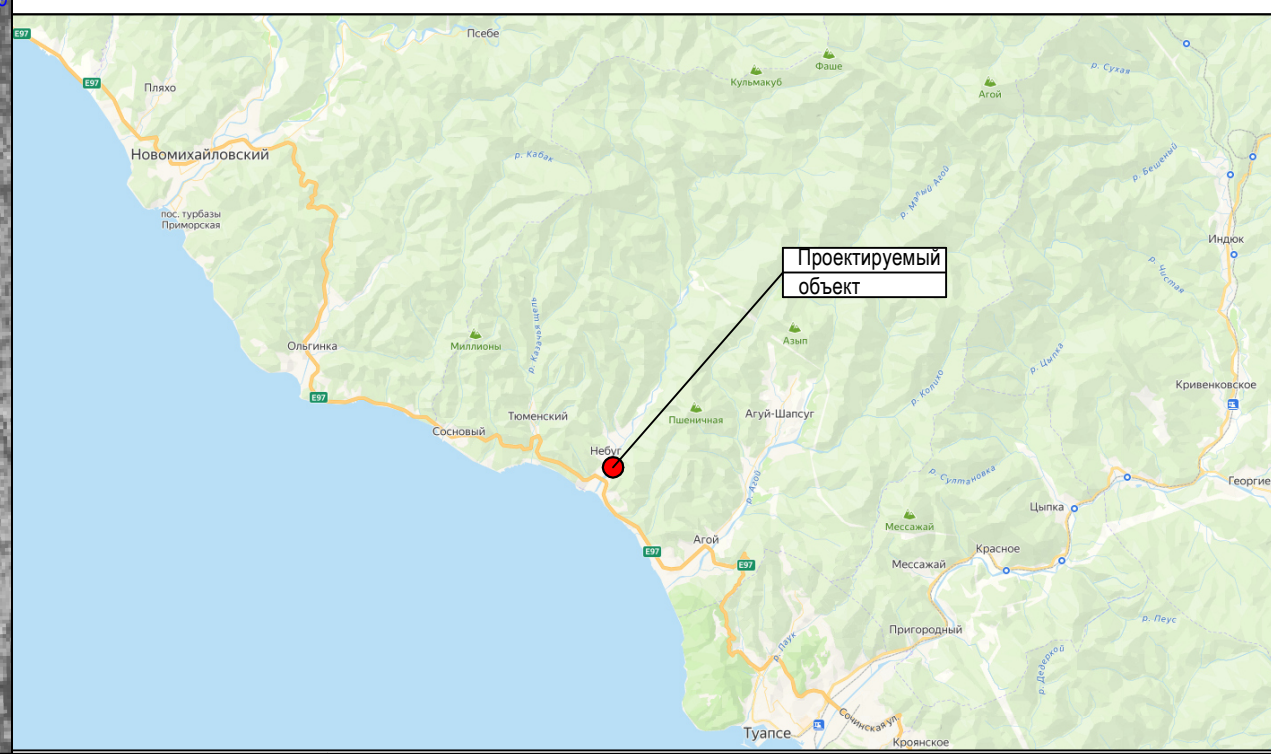 E97
Псебе
Фаше
Кульмакуб
р. Сухая
E97
Пляхо
Агой
Новомихайловский
р. Кабак
р. Бешеный
р. Малый Агой
пос. турбазы
Приморская
Индюк
Проектируемый
объект
р. Чистая
р. Казачья щель
Миллионы
Азып
Ольгинка
р. Цыпка
р. Колихо
Кривенковское
E97
Тюменский
Пшеничная
Агуй-Шапсуг
Сосновый
Небуг
р. Агой
р. Султановка
Георгие
Цыпка
Мессажай
Агой
E97
Красное
E97
Мессажай
р. Пеус
Пригородный
р. Паук
р. Дедеркой
Сочинская ул.
Туапсе
Кроянское